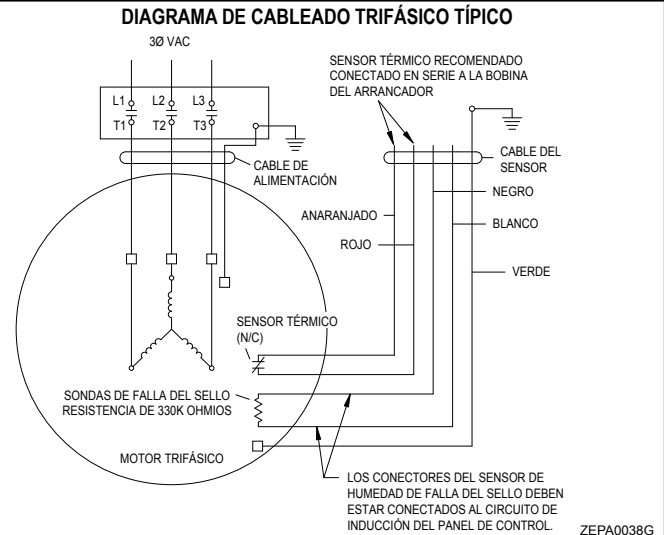 DIAGRAMA DE CABLEADO TRIFÁSICO TÍPICO
3Ø VAC
L1
L2
L3
T1
T2
T3
CABLE DE
ALIMENTACIÓN
SENSOR TÉRMICO RECOMENDADO
CONECTADO EN SERIE A LA BOBINA
DEL ARRANCADOR
CABLE DEL
SENSOR
NEGRO
ANARANJADO
BLANCO
ROJO
VERDE
SENSOR TÉRMICO
(N/C)
SONDAS DE FALLA DEL SELLO
RESISTENCIA DE 330K OHMIOS
MOTOR TRIFÁSICO
LOS CONECTORES DEL SENSOR DE
HUMEDAD DE FALLA DEL SELLO DEBEN
ESTAR CONECTADOS AL CIRCUITO DE
INDUCCIÓN DEL PANEL DE CONTROL.
ZEPA0038G